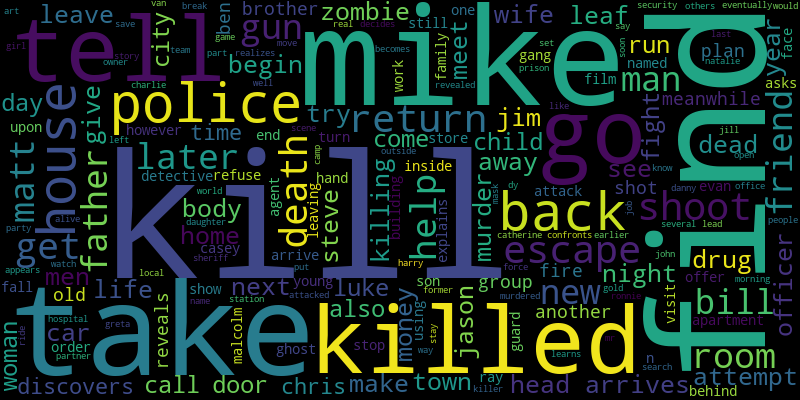 art
leave
van
city
break
save
girl
tell
story
gun
begin
brother
real
team
becomes
ben
game
part
realizes
zombie
decides
move
mike
still
one
work
family
meet
wife
set
gang
prison
revealed
leaf
eventually
would
named
film
run
man
soon
say
security
others
plan
last
natalie
find
year
face
asks
day
upon
matt
house
give
father
police
however
time
detective
owner
charlie
well
later
left
refuse
end
death
try
return
turn
scene
camp
leaving
steve
hand
come
store
jim
child
away
like
go
see
fight
shot
meanwhile
dead
jill
open
know
friend
kill
body
home
world
daughter
casey
sheriff
agent
arrive
killing
building
outside
inside
help
explains
murder
attack
dy
mask
back
job
danny
evan
office
shoot
people
catherine
confronts
earlier
several
lead
party
alive
get
men
appears
watch
fall
old
life
local
show
name
reveals
next
young
put
attacked
station
malcolm
luke
harry
son
also
group
former
force
escape
murdered
gold
fire
new
night
john
offer
roomie
drug
visit
bill
morning
officer
woman
hospital
ride
car
order
partner
greta
take
ghost
stop
killed
money
using
way
stay
jason
guard
another
mr
n
learns
search
apartment
room
attempt
discovers
call
door
chris
make
town
ray
killer
head
arrives
behind